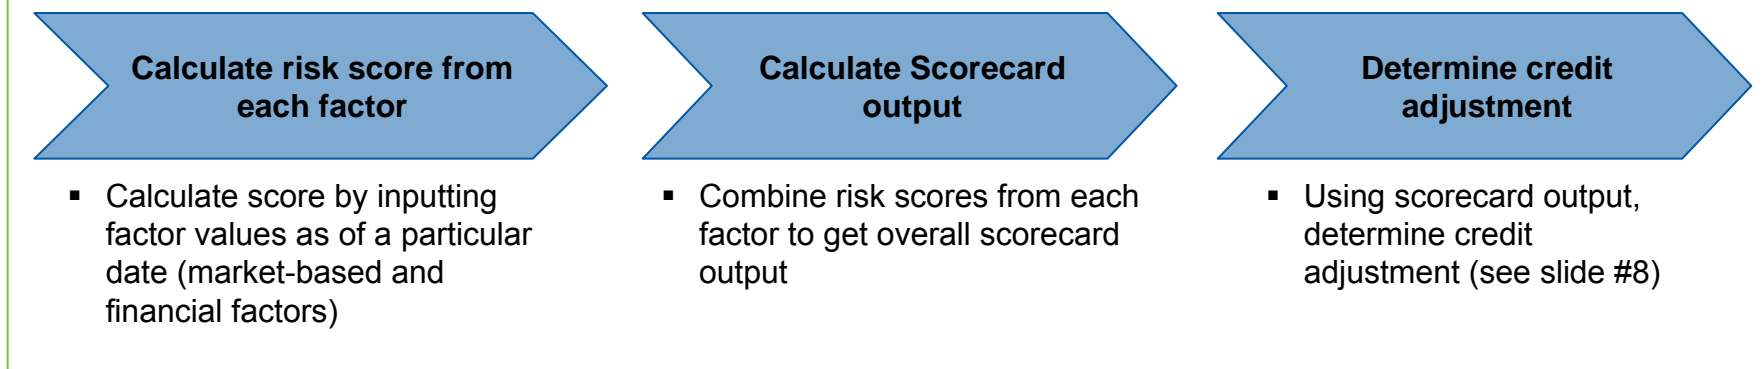 Calculate risk score from
each factor
▪ Calculate score by inputting
factor values as of a particular
date (market-based and
financial factors)
Calculate Scorecard
output
▪ Combine risk scores from each
factor to get overall scorecard
output
Determine credit
adjustment
▪ Using scorecard output,
determine credit
adjustment (see slide #8)